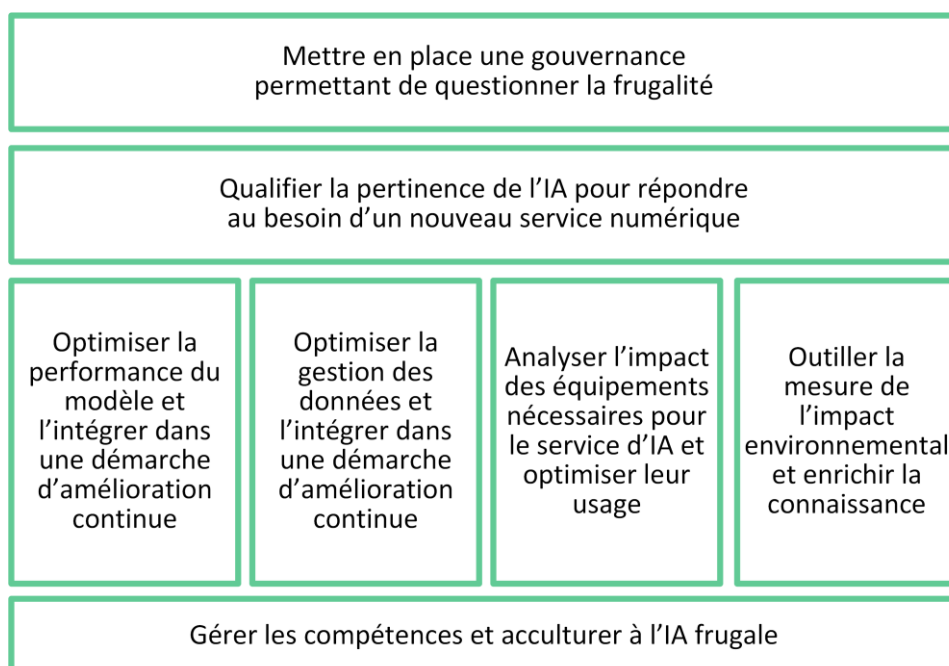 Mettre en place une gouvernance
permettant de questionner la frugalité
Qualifier la pertinence de l’IA pour répondre
au besoin d’un nouveau service numérique
Optimiser la
performance du
modèle et
l’intégrer dans
une démarche
d’amélioration
continue
Optimiser la
gestion des
données et
l’intégrer dans
une démarche
d’amélioration
continue
Analyser l’impact
des équipements
nécessaires pour
le service d’IA et
optimiser leur
usage
Outiller la
mesure de
l’impact
environnemental
et enrichir la
connaissance
Gérer les compétences et acculturer à l’IA frugale